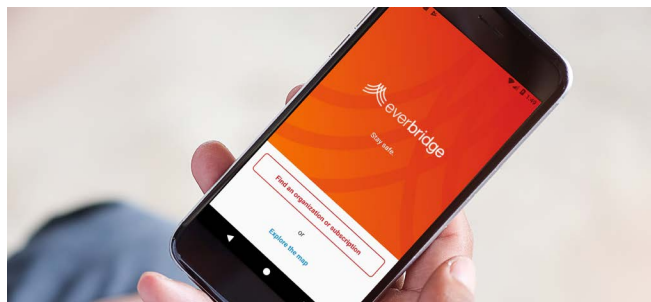 everbridge
Stay safe.
Find an organization or subscription
or
Explore the map